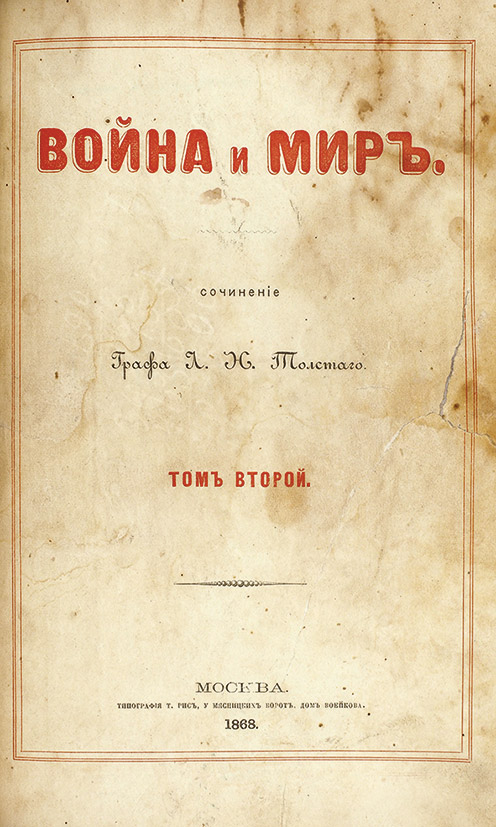 ВОЙНА и МИРЪ.
СОЧИНЕНІЕ
Графа Л. Н. Толстаго.
ТОМЪ ВТОРОЙ.
МОСКВА.
ТИПОГРАФІЯ Т. РИСЪ, У МЯСНИЦКИХЪ ВОРОТЪ, ДОМЪ ВОЕЙКОВА.
1868.